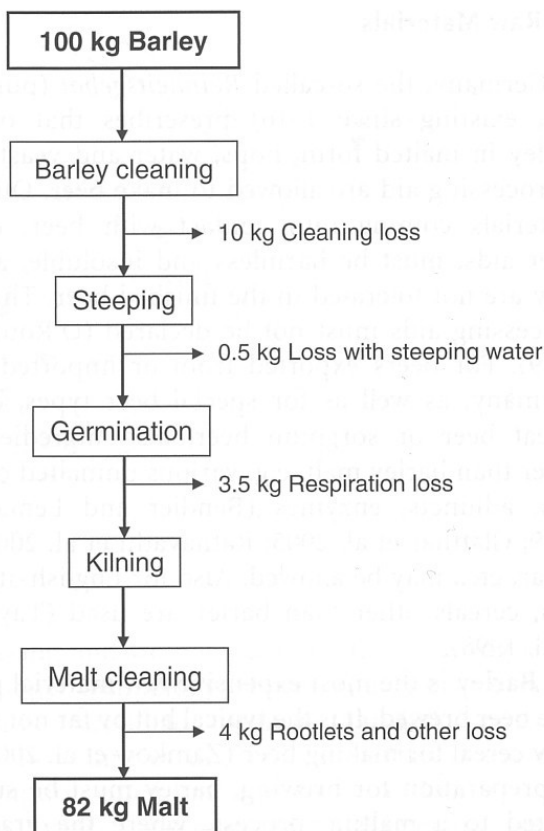 100 kg Barley
Barley cleaning
10 kg Cleaning loss
Steeping
0.5 kg Loss with steeping water
Germination
3.5 kg Respiration loss
Kilning
Malt cleaning
4 kg Rootlets and other loss
82 kg Malt